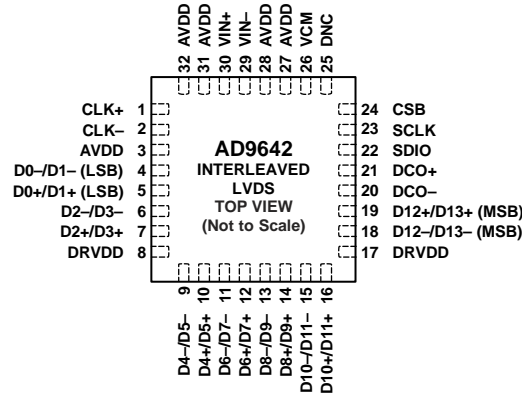 32 AVDD
31 AVDD
30 VIN+
29 VIN–
28 AVDD
27 AVDD
26 VCM
25 DNC
CLK+ 1
CLK– 2
AVDD 3
D0–/D1– (LSB) 4
D0+/D1+ (LSB) 5
D2–/D3– 6
D2+/D3+ 7
DRVDD 8
AD9642
INTERLEAVED
LVDS
TOP VIEW
(Not to Scale)
24 CSB
23 SCLK
22 SDIO
21 DCO+
20 DCO–
19 D12+/D13+ (MSB)
18 D12–/D13– (MSB)
17 DRVDD
D4–/D5– 9
D4+/D5+ 10
D6–/D7– 11
D6+/D7+ 12
D8–/D9– 13
D8+/D9+ 14
D10–/D11– 15
D10+/D11+ 16